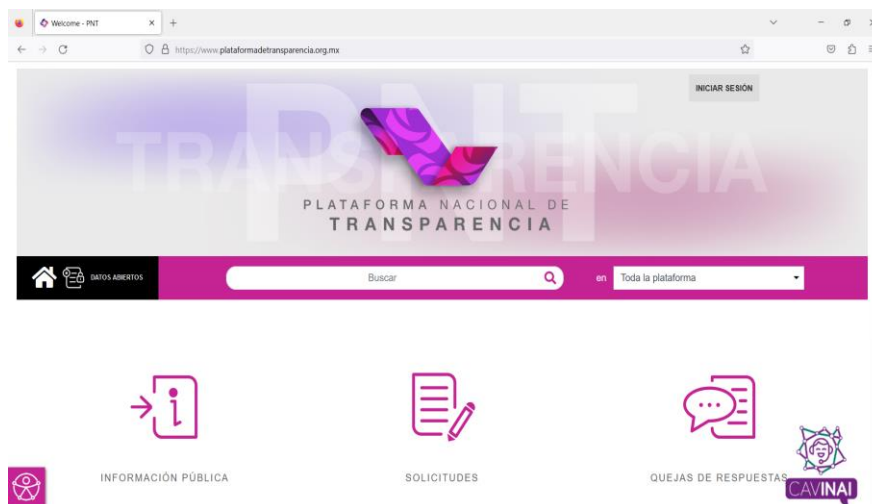 Welcome - PNT
https://www.plataformadetransparencia.org.mx
INICIAR SESIÓN
PNT
TRANSPARENCIA
PLATAFORMA NACIONAL DE
TRANSPARENCIA
DATOS ABIERTOS
Buscar
en
Toda la plataforma
INFORMACIÓN PÚBLICA
SOLICITUDES
QUEJAS DE RESPUESTAS
CAVINAI